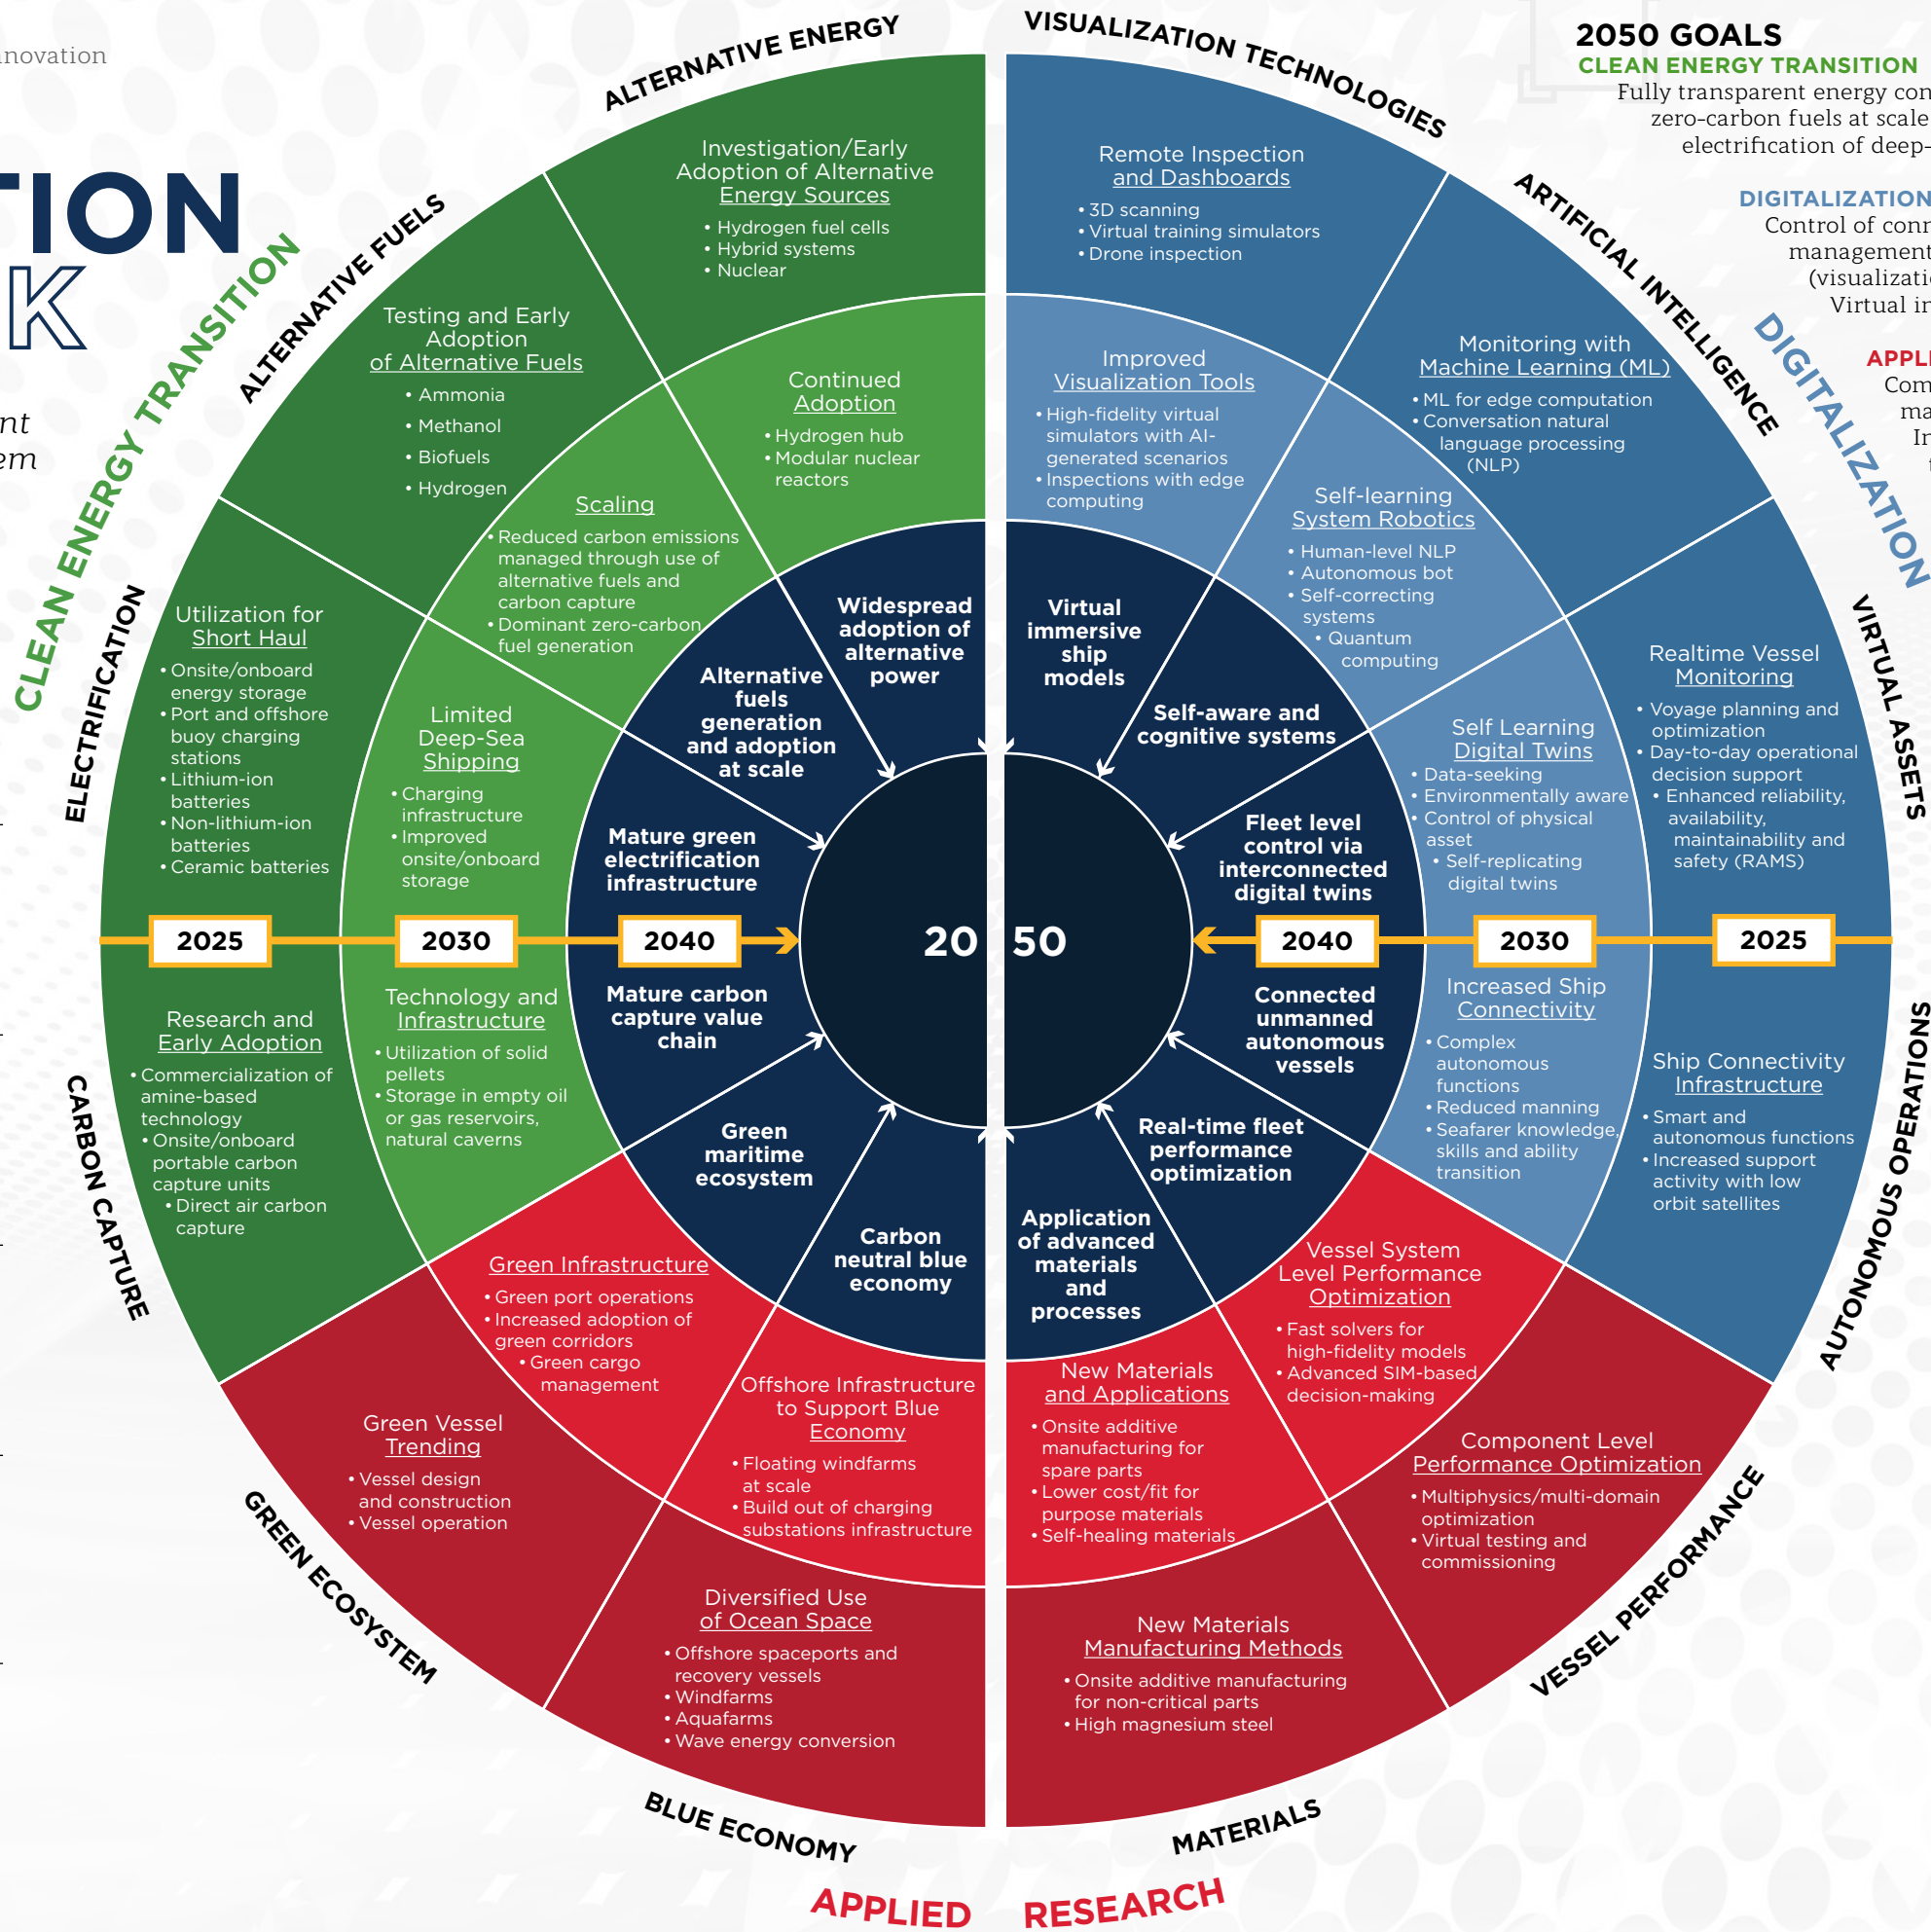 TION
K
2050 GOALS
CLEAN ENERGY TRANSITION
Fully transparent energy
zero-carbon fuels at scale
electrification of
DIGITALIZATION
Control of
management
Virtual
CLEAN ENERGY TRANSITION
DIGITALIZATION
APPLIED RESEARCH
ALTERNATIVE ENERGY
Investigation/Early
Adoption of Alternative
Energy Sources
• Hydrogen fuel cells
• Hybrid systems
• Nuclear
Continued
Adoption
• Hydrogen hub
• Modular nuclear
reactors
Widespread
adoption of
alternative
power
VISUALIZATION TECHNOLOGIES
Remote Inspection
and Dashboards
• 3D scanning
• Virtual training simulators
• Drone inspection
Improved
Visualization Tools
• High-fidelity virtual
simulators with AI-
generated scenarios
• Inspections with edge
computing
Virtual
immersive
ship
models
ARTIFICIAL INTELLIGENCE
Monitoring with
Machine Learning (ML)
• ML for edge computation
• Conversation natural
language processing
(NLP)
Self-learning
System Robotics
• Human-level NLP
• Autonomous bot
• Self-correcting
systems
• Quantum
computing
Self-aware and
cognitive systems
VIRTUAL ASSETS
Realtime Vessel
Monitoring
• Voyage planning and
optimization
• Day-to-day operational
decision support
• Enhanced reliability,
availability,
maintainability and
safety (RAMS)
Self Learning
Digital Twins
• Data-seeking
• Environmentally aware
• Control of physical
asset
• Self-replicating
digital twins
Fleet level
control via
interconnected
digital twins
ALTERNATIVE FUELS
Testing and Early
Adoption
of Alternative Fuels
• Ammonia
• Methanol
• Biofuels
• Hydrogen
Scaling
• Reduced carbon emissions
managed through use of
alternative fuels and
carbon capture
• Dominant zero-carbon
fuel generation
Alternative
fuels
generation
and adoption
at scale
ELECTRIFICATION
Utilization for
Short Haul
• Onsite/onboard
energy storage
• Port and offshore
buoy charging
stations
• Lithium-ion
batteries
• Non-lithium-ion
batteries
• Ceramic batteries
Limited
Deep-Sea
Shipping
• Charging
infrastructure
• Improved
onsite/onboard
storage
Mature green
electrification
infrastructure
2025 2030 2040 2050 2040 2030 2025
CARBON CAPTURE
Research and
Early Adoption
• Commercialization of
amine-based
technology
• Onsite/onboard
portable carbon
capture units
• Direct air carbon
capture
Technology and
Infrastructure
• Utilization of solid
pellets
• Storage in empty oil
or gas reservoirs,
natural caverns
Mature carbon
capture value
chain
AUTONOMOUS OPERATIONS
Ship Connectivity
Infrastructure
• Smart and
autonomous functions
• Increased support
activity with low
orbit satellites
Increased Ship
Connectivity
• Complex
autonomous
functions
• Reduced manning
• Seafarer knowledge,
skills and ability
transition
Connected
unmanned
autonomous
vessels
GREEN ECOSYSTEM
Green Vessel
Trending
• Vessel design
and construction
• Vessel operation
Green Infrastructure
• Green port operations
• Increased adoption of
green corridors
• Green cargo
management
Green
maritime
ecosystem
BLUE ECONOMY
Diversified Use
of Ocean Space
• Offshore spaceports and
recovery vessels
• Windfarms
• Aquafarms
• Wave energy conversion
Offshore Infrastructure
to Support Blue
Economy
• Floating windfarms
at scale
• Build out of charging
substations infrastructure
Carbon
neutral blue
economy
MATERIALS
New Materials
Manufacturing Methods
• Onsite additive manufacturing
for non-critical parts
• High magnesium steel
New Materials
and Applications
• Onsite additive
manufacturing for
spare parts
• Lower cost/fit for
purpose materials
• Self-healing materials
Application
of advanced
materials
and
processes
VESSEL PERFORMANCE
Component Level
Performance Optimization
• Multiphysics/multi-domain
optimization
• Virtual testing and
commissioning
Vessel System
Level Performance
Optimization
• Fast solvers for
high-fidelity models
• Advanced SIM-based
decision-making
Real-time fleet
performance
optimization